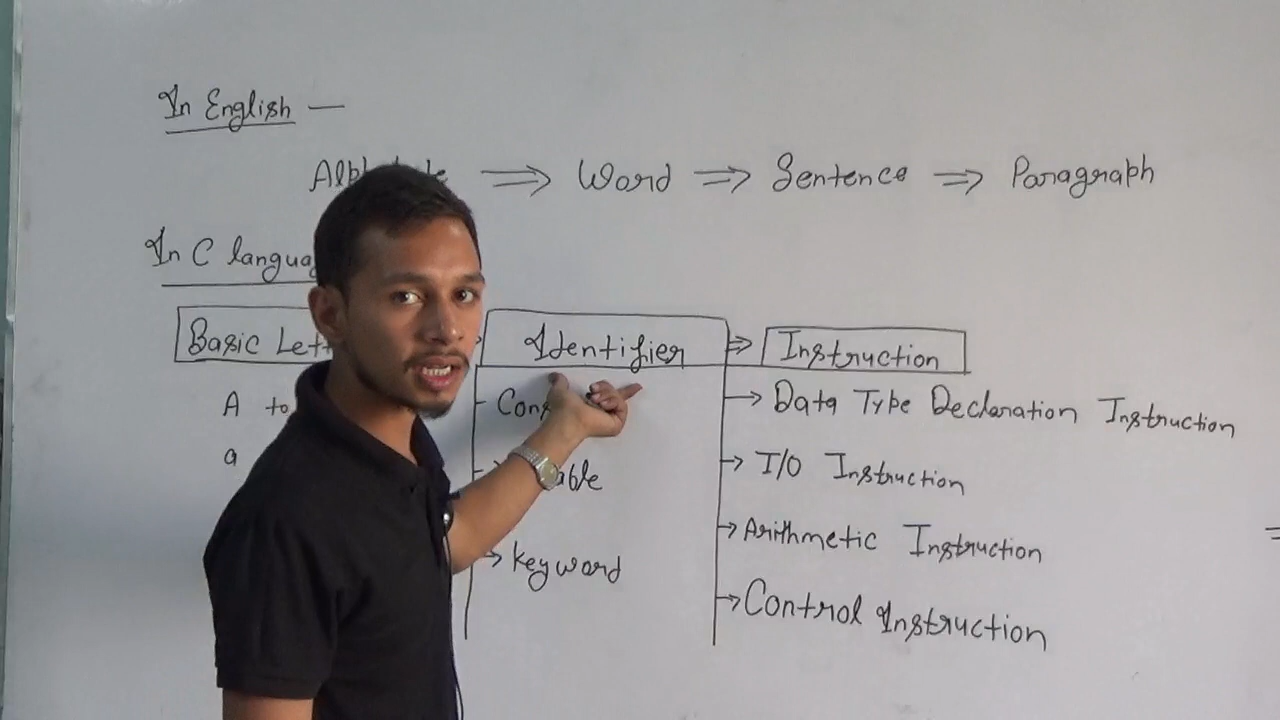 In English —
⇒ Word ⇒ Sentence ⇒ Paragraph
In C
Basic Identifier ⇒ Instruction
A to → Data Type Declaration Instruction
a → I/O Instruction
→ keyword → Arithmetic Instruction
→ Control Instruction